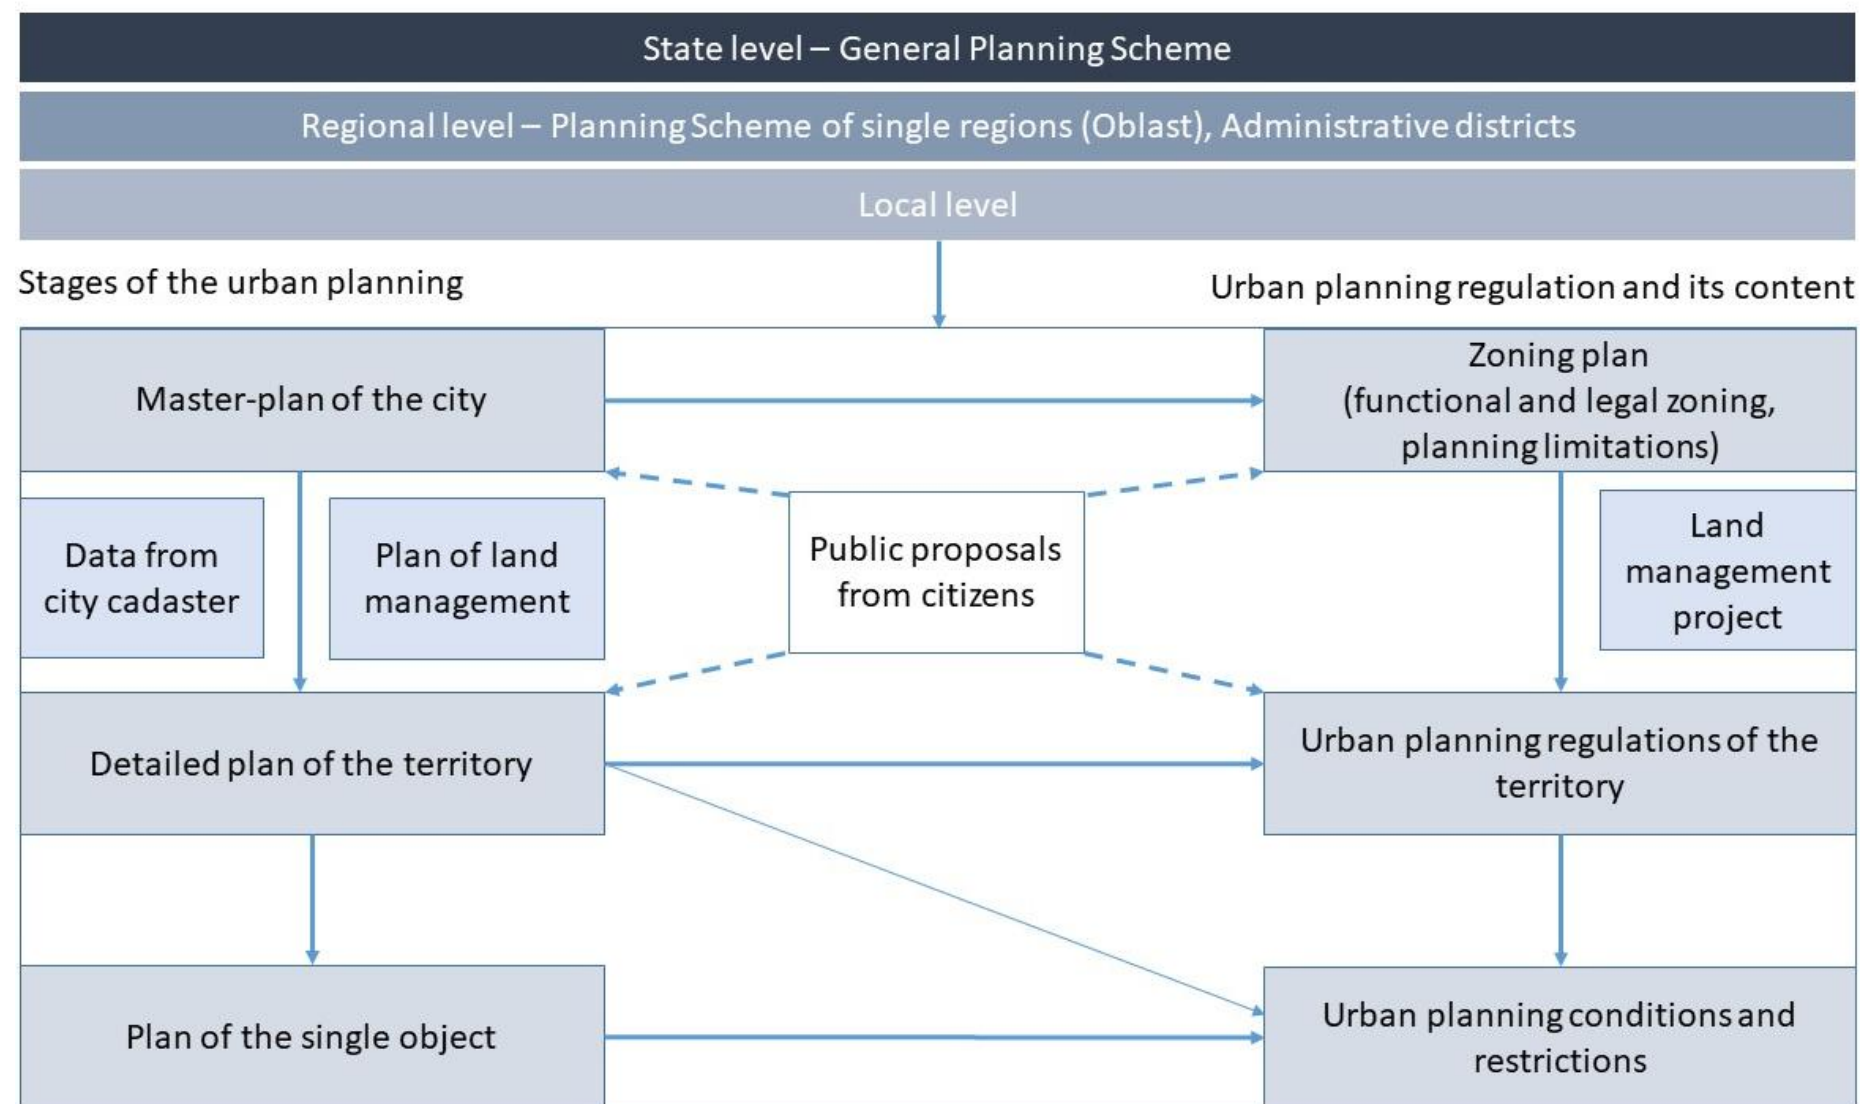 State level – General Planning Scheme
Regional level – Planning Scheme of single regions (Oblast), Administrative districts
Local level
Stages of the urban planning
Urban planning regulation and its content
Master-plan of the city
Zoning plan
(functional and legal zoning,
planning limitations)
Data from
city cadaster
Plan of land
management
Public proposals
from citizens
Land
management
project
Detailed plan of the territory
Urban planning regulations of the
territory
Plan of the single object
Urban planning conditions and
restrictions